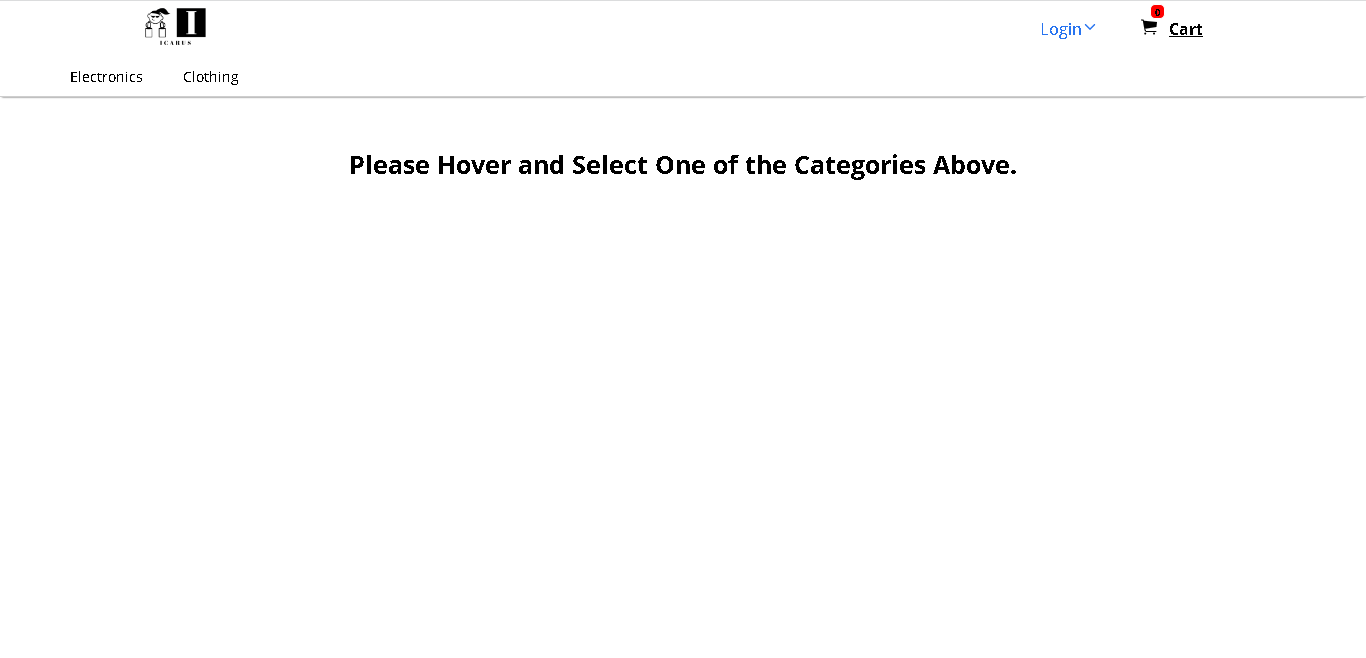 I
ICARUS
Login
0
Cart
Electronics
Clothing
Please Hover and Select One of the Categories Above.